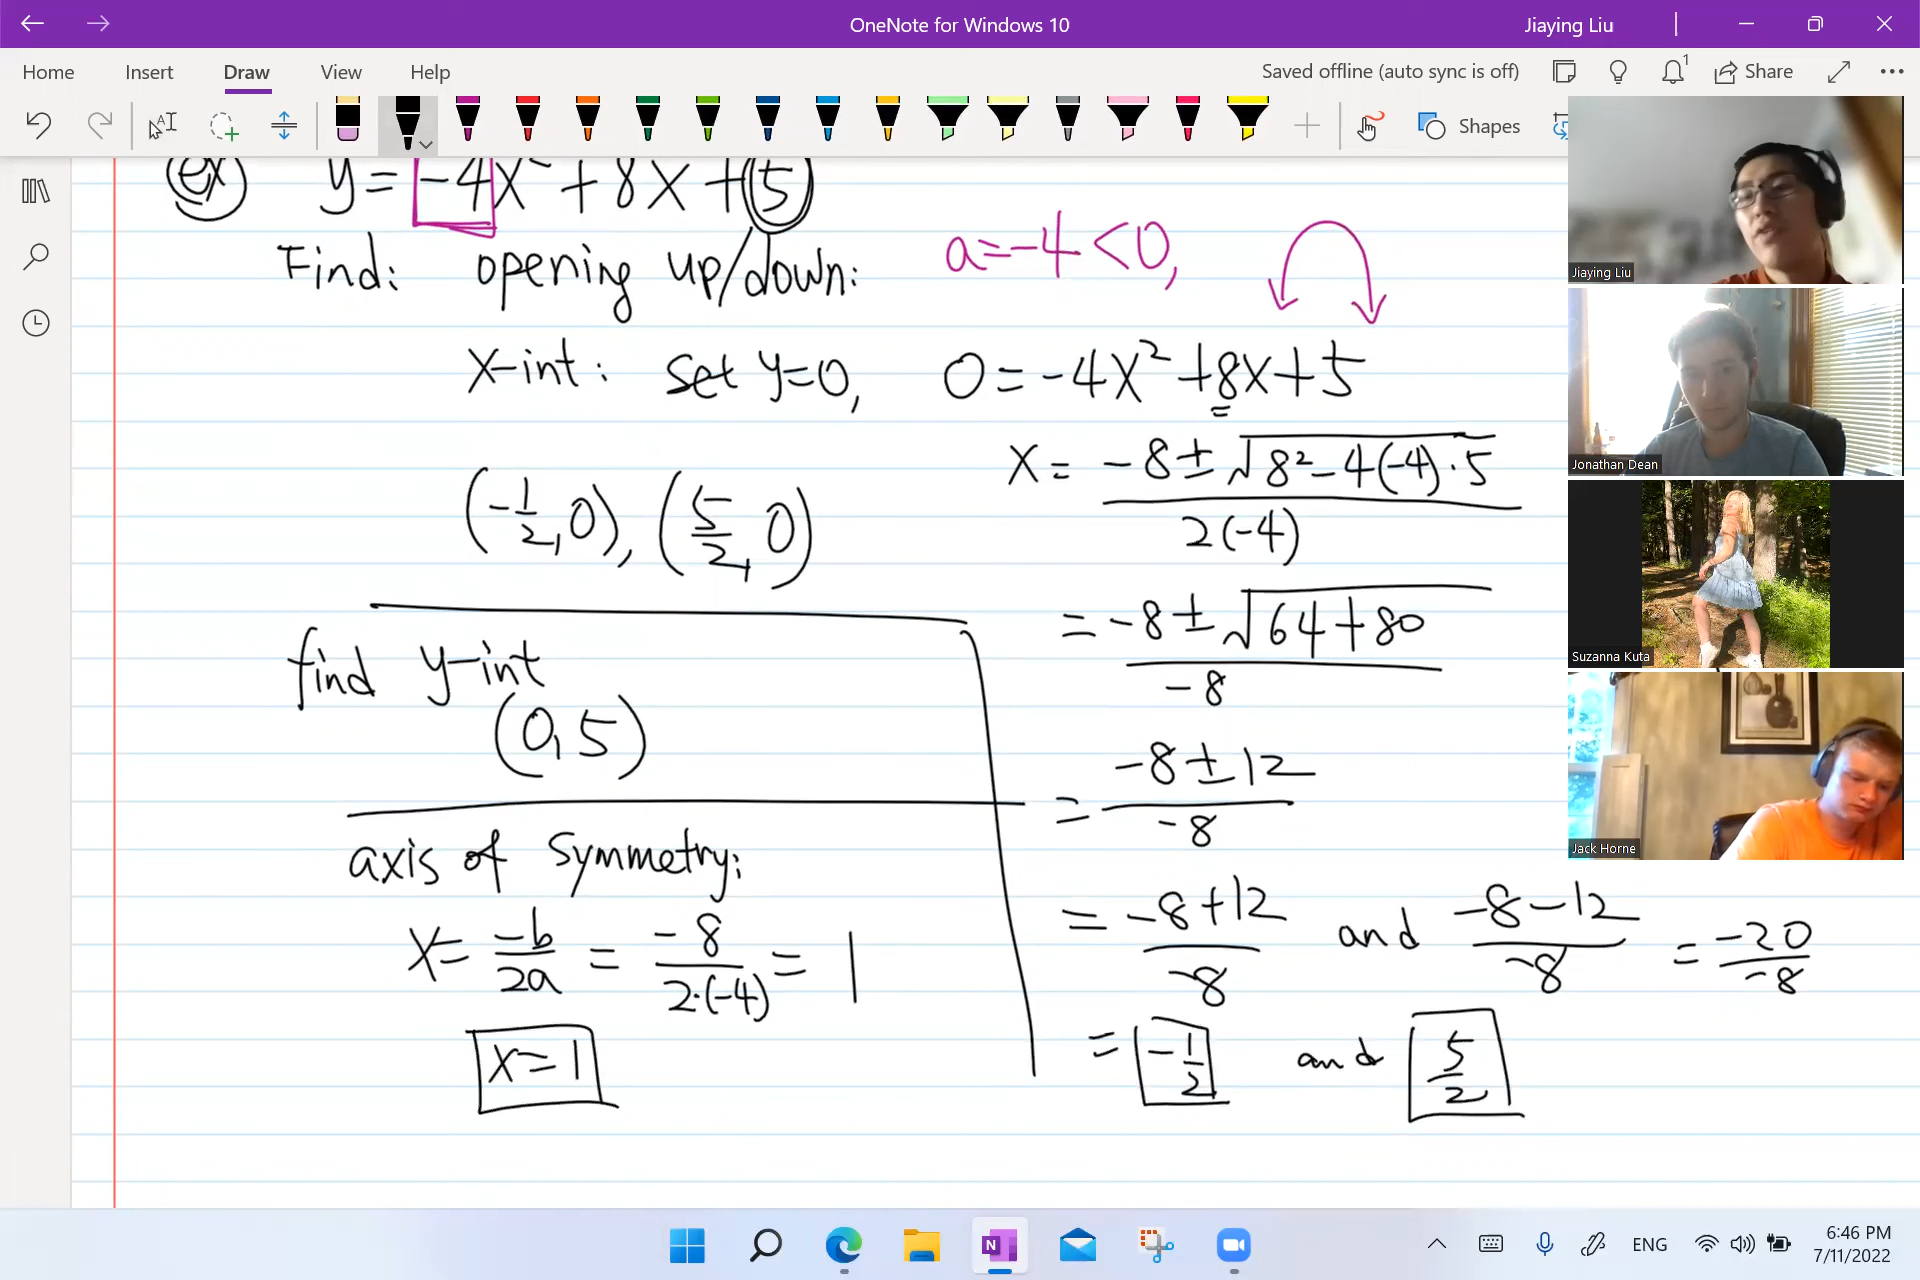 OneNote for Windows 10
Jiaying Liu
Home Insert Draw View Help
Saved offline (auto sync is off)
1
Share
Shapes
ex y = -4x² + 8x + 5
Find: opening up/down: a = -4 < 0,
x-int: set y=0, 0 = -4x² + 8x + 5
x = (-8 ± √(8² - 4(-4)·5)) / (2(-4))
(-1/2, 0), (5/2, 0)
= (-8 ± √(64 + 80)) / -8
find y-int
(0, 5)
= (-8 ± 12) / -8
axis of symmetry:
x = -b/2a = -8/(2·(-4)) = 1
= (-8 + 12)/-8 and (-8 - 12)/-8 = -20/-8
x = 1
= -1/2 and 5/2
Jiaying Liu
Jonathan Dean
Suzanna Kuta
Jack Horne
N
ENG
6:46 PM
7/11/2022